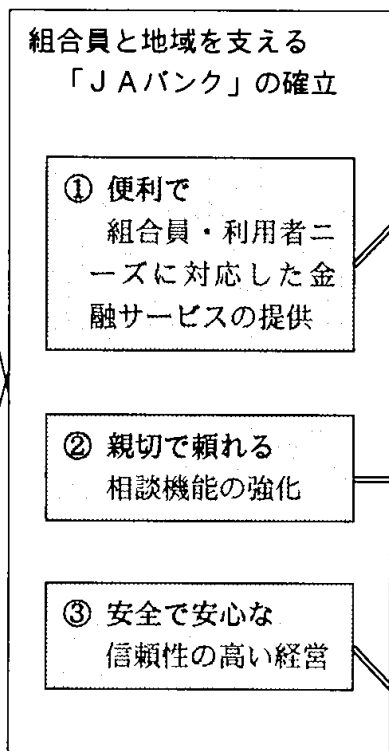 組合員と地域を支える
「ＪＡバンク」の確立
① 便利で
組合員・利用者ニ
ーズに対応した金
融サービスの提供
② 親切で頼れる
相談機能の強化
③ 安全で安心な
信頼性の高い経営